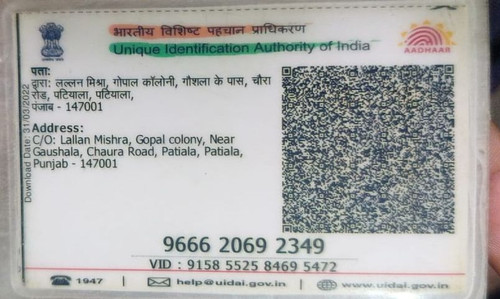 भारतीय विशिष्ट पहचान प्राधिकरण
Unique Identification Authority of India
AADHAAR
Download Date: 31/03/2022
पता:
द्वारा: लल्लन मिश्रा, गोपाल कॉलोनी, गौशला के पास, चौरा
रोड, पटियाला, पटियाला,
पंजाब - 147001
Address:
C/O: Lallan Mishra, Gopal colony, Near
Gaushala, Chaura Road, Patiala, Patiala,
Punjab - 147001
9666 2069 2349
VID : 9158 5525 8469 5472
1947
help@uidai.gov.in
www.uidai.gov.in